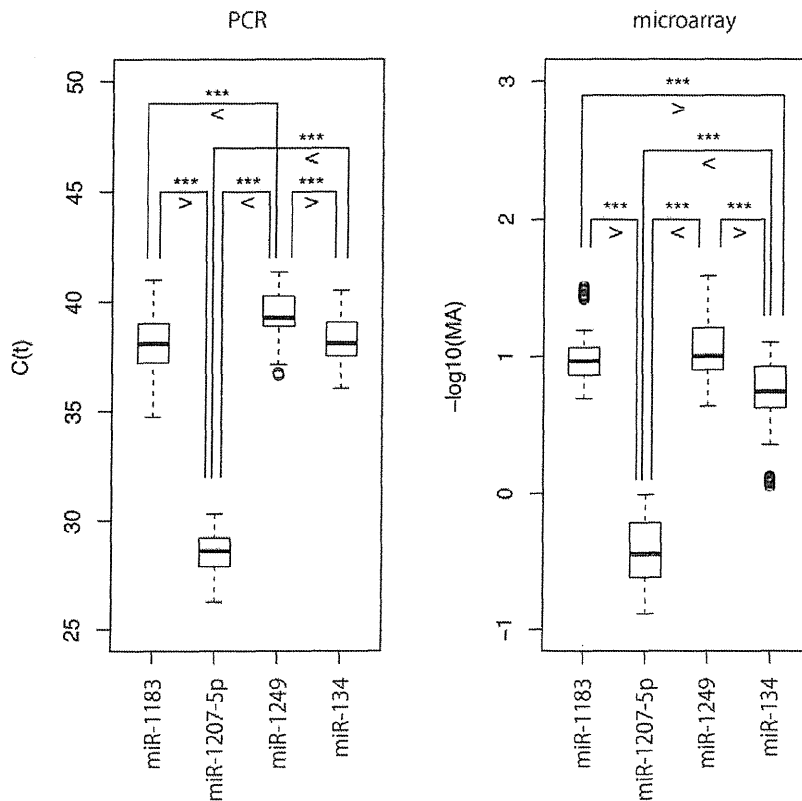 PCR
microarray
50
45
40
35
30
25
C(t)
***
<
***
<
***
>
***
<
***
>
miR-1183
miR-1207-5p
miR-1249
miR-134
3
2
1
0
−1
−log10(MA)
***
>
***
<
***
>
***
<
***
>
miR-1183
miR-1207-5p
miR-1249
miR-134